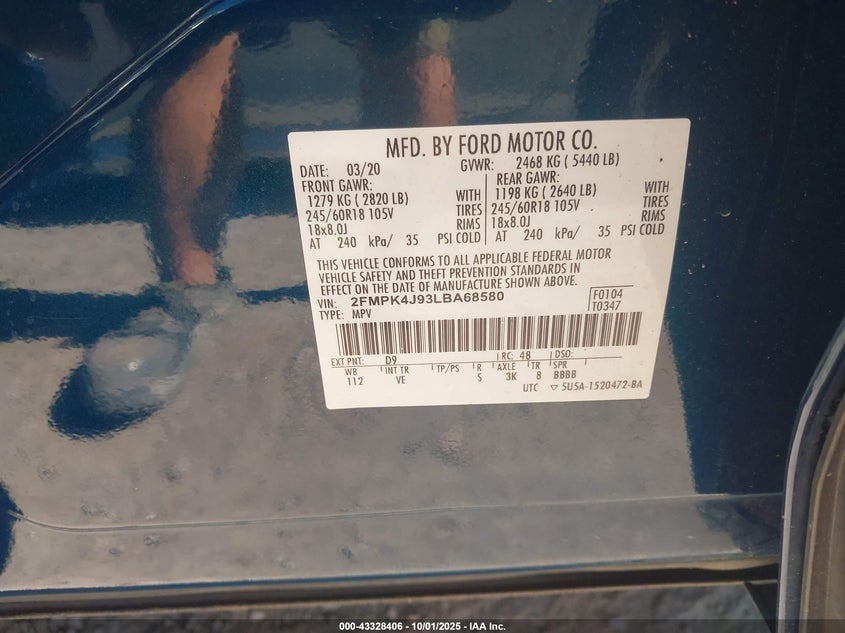 MFD. BY FORD MOTOR CO.
DATE: 03/20 GVWR: 2468 KG ( 5440 LB)
FRONT GAWR: REAR GAWR:
1279 KG ( 2820 LB) WITH 1198 KG ( 2640 LB) WITH
245/60R18 105V TIRES 245/60R18 105V TIRES
18x8.0J RIMS 18x8.0J RIMS
AT 240 kPa/ 35 PSI COLD AT 240 kPa/ 35 PSI COLD
THIS VEHICLE CONFORMS TO ALL APPLICABLE FEDERAL MOTOR
VEHICLE SAFETY AND THEFT PREVENTION STANDARDS IN
EFFECT ON THE DATE OF MANUFACTURE SHOWN ABOVE.
VIN: 2FMPK4J93LBA68580 F0104
TYPE: MPV T0347
EXT PNT: D9 RC: 48 DSO:
WB INT TR TP/PS R AXLE TR SPR
112 VE S 3K 8 BBBB
UTC ▽ 5U5A-1520472-BA
000-43328406 - 10/01/2025 - IAA Inc.